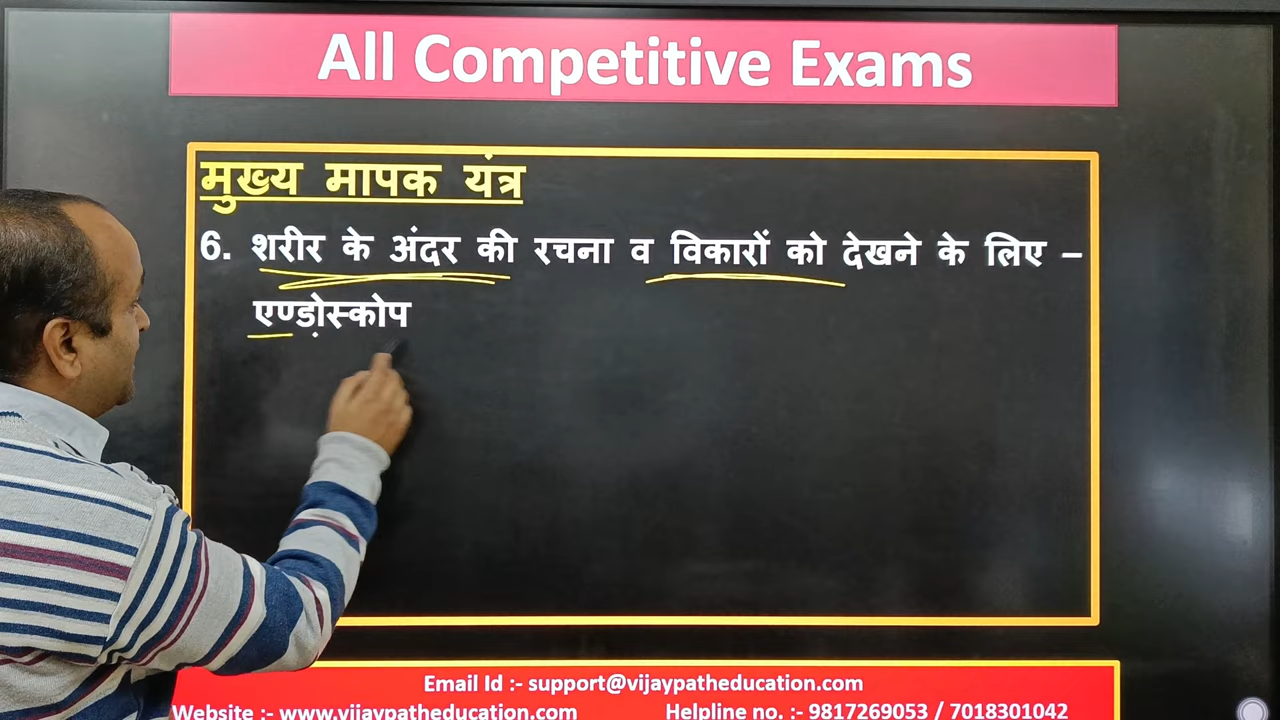 All Competitive Exams
मुख्य मापक यंत्र
6. शरीर के अंदर की रचना व विकारों को देखने के लिए –
एण्ड़ोस्कोप
Email Id :- support@vijaypatheducation.com
Website :- www.vijaypatheducation.com Helpline no. :- 9817269053 / 7018301042